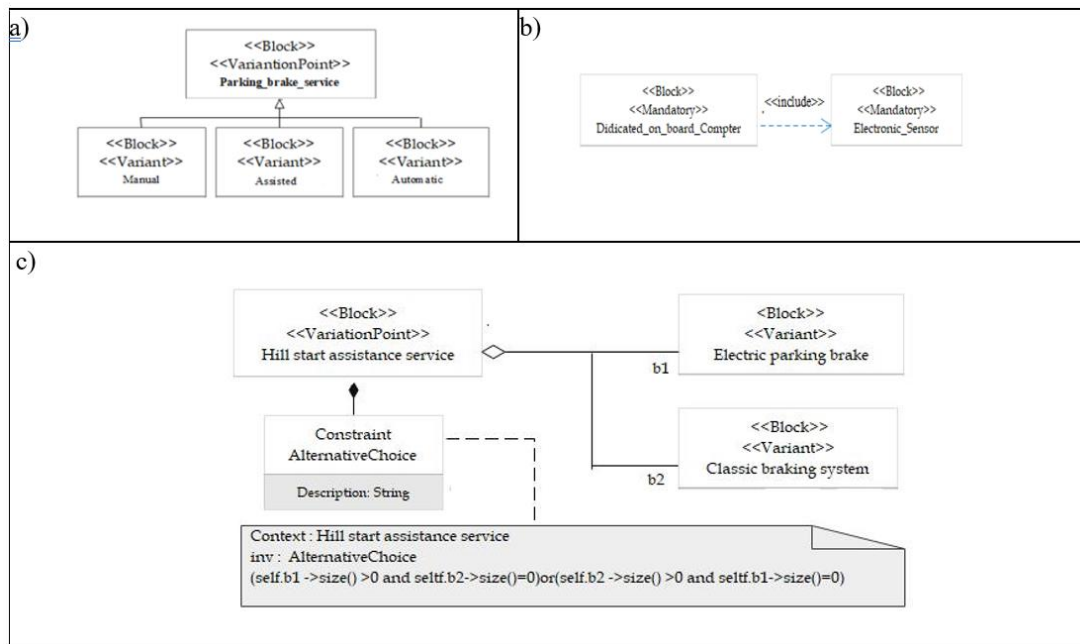 a)
<<Block>>
<<VariantionPoint>>
Parking_brake_service
<<Block>>
<<Variant>>
Manual
<<Block>>
<<Variant>>
Assisted
<<Block>>
<<Variant>>
Automatic
b)
<<Block>>
<<Mandatory>>
Didicated_on_board_Compter
<<include>>
<<Block>>
<<Mandatory>>
Electronic_Sensor
c)
<<Block>>
<<VariationPoint>>
Hill start assistance service
<Block>>
<<Variant>>
Electric parking brake
b1
<<Block>>
<<Variant>>
Classic braking system
b2
Constraint
AlternativeChoice
Description: String
Context : Hill start assistance service
inv : AlternativeChoice
(self.b1 ->size() >0 and seltf.b2->size()=0)or(self.b2 ->size() >0 and seltf.b1->size()=0)